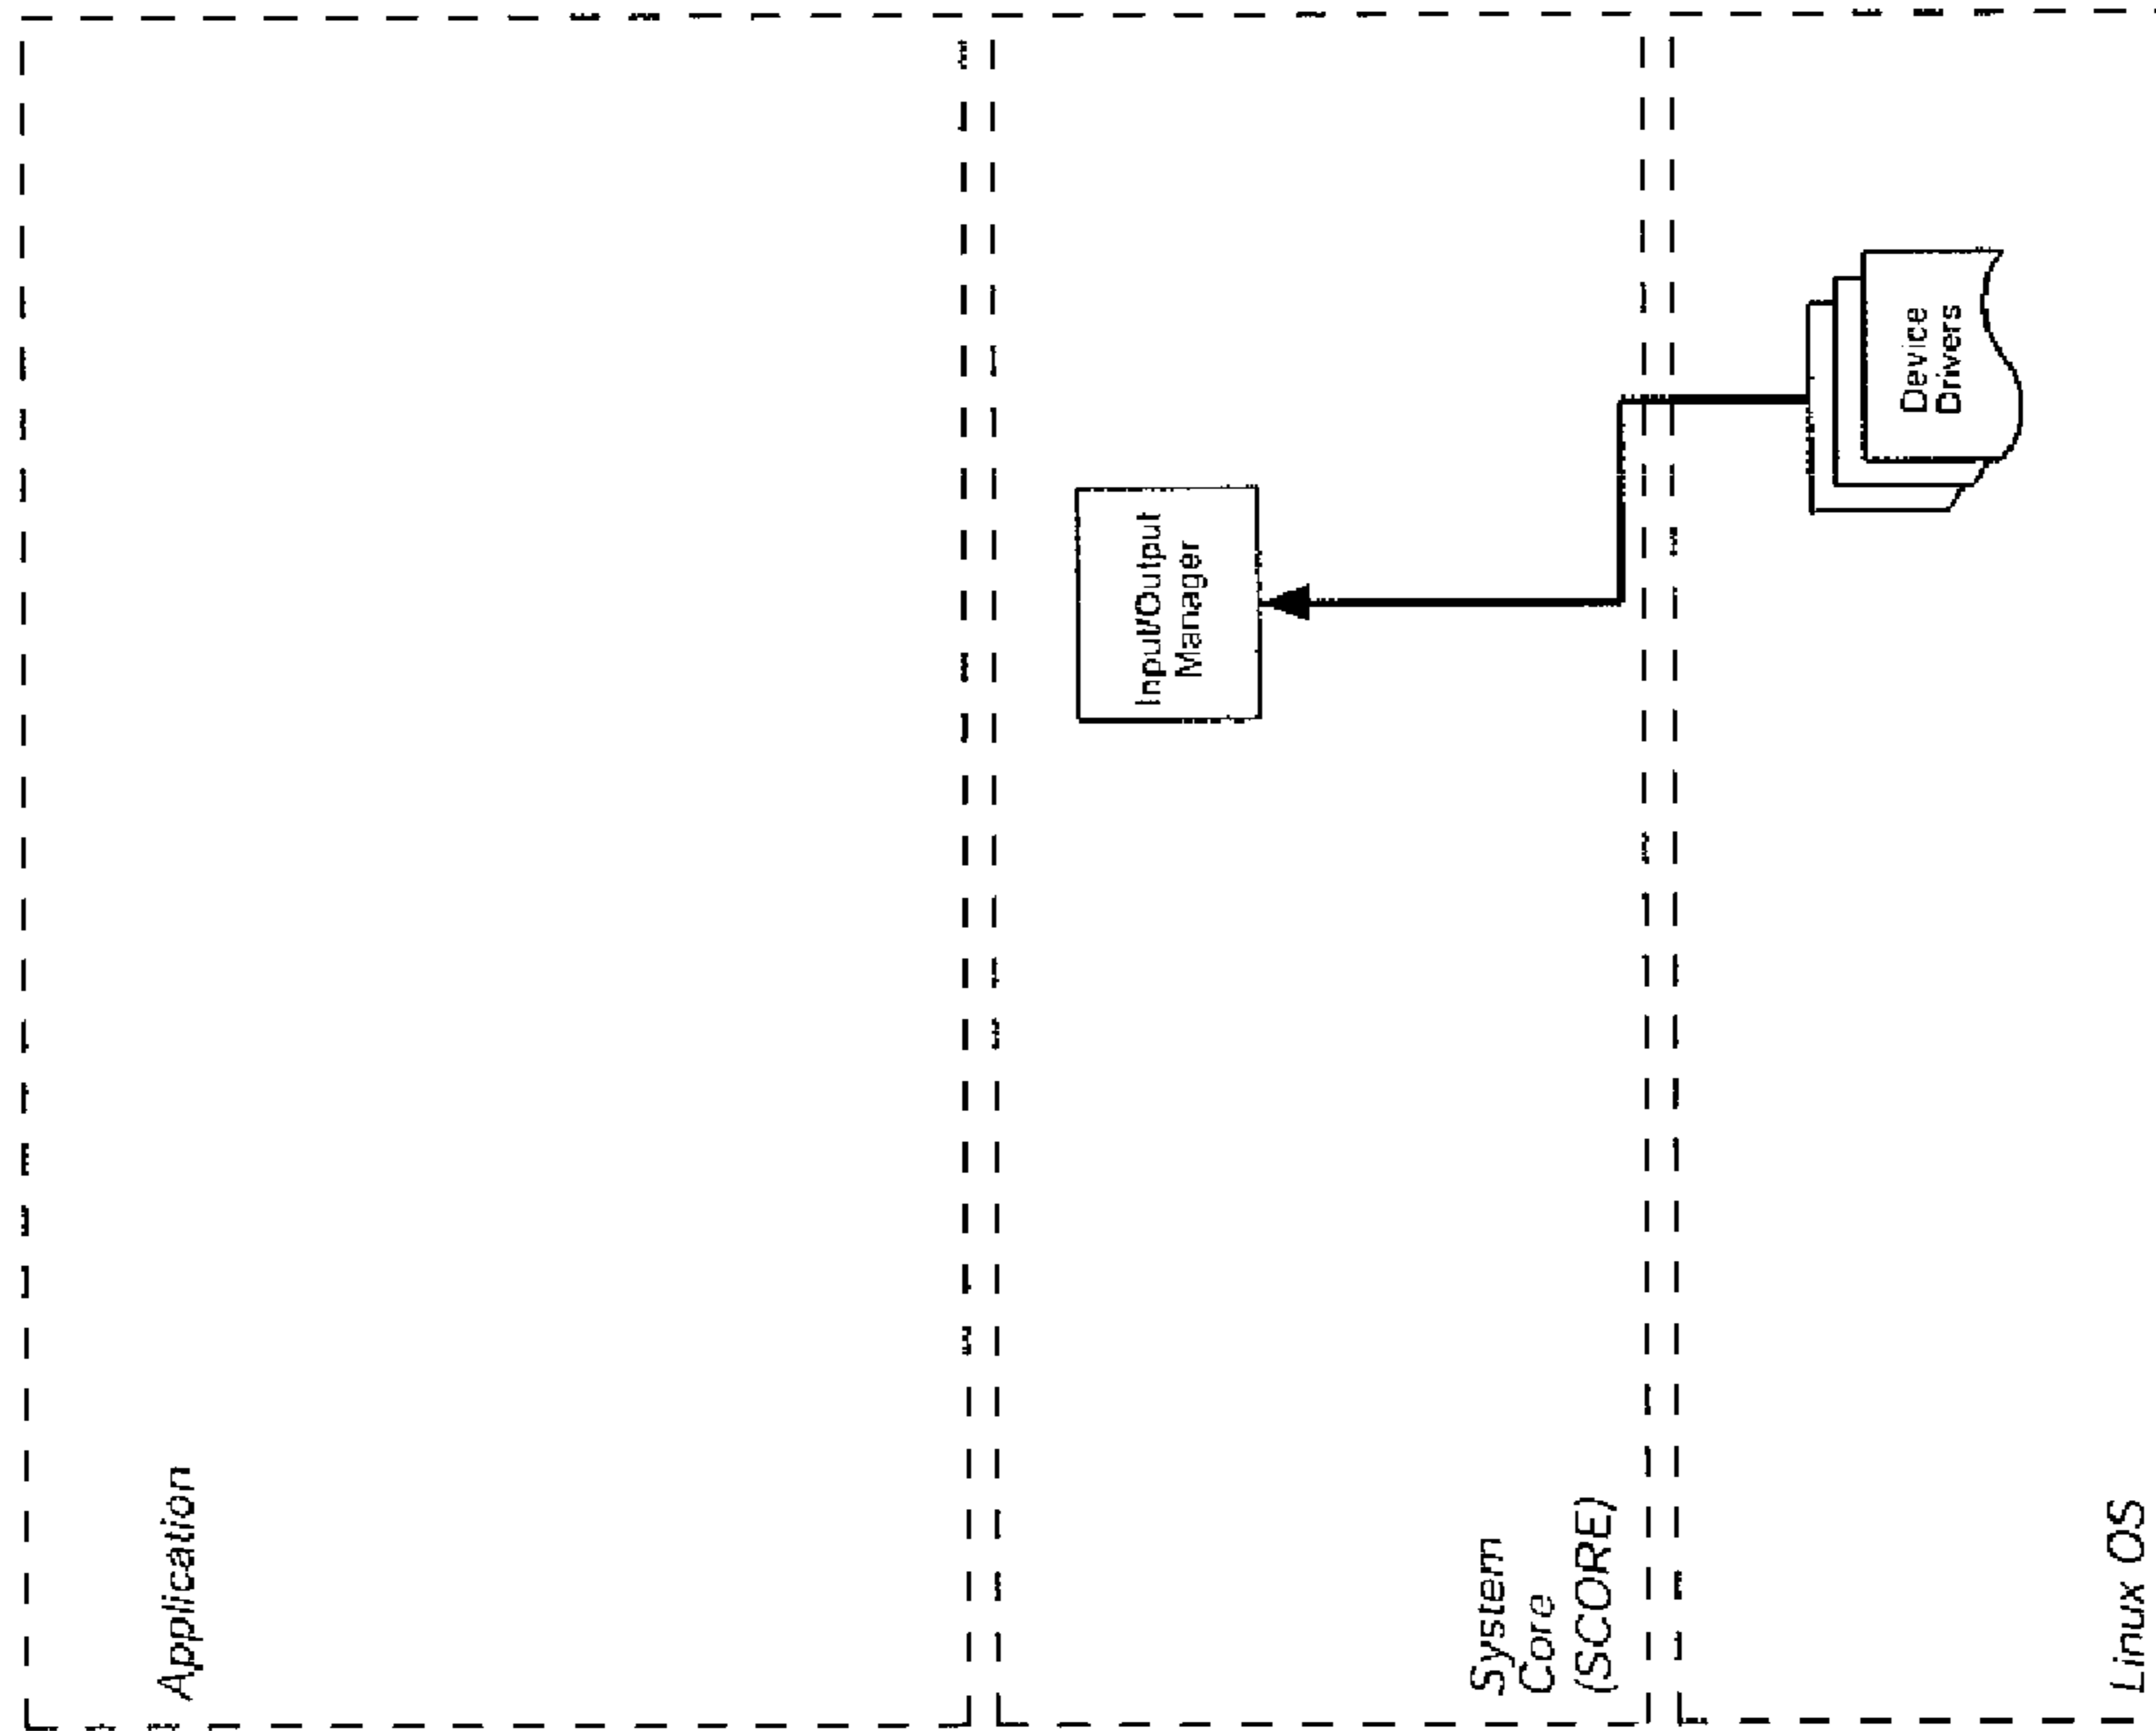 Application
Input/Output
Manager
System
Core
(SCORE)
Device
Drivers
Linux OS